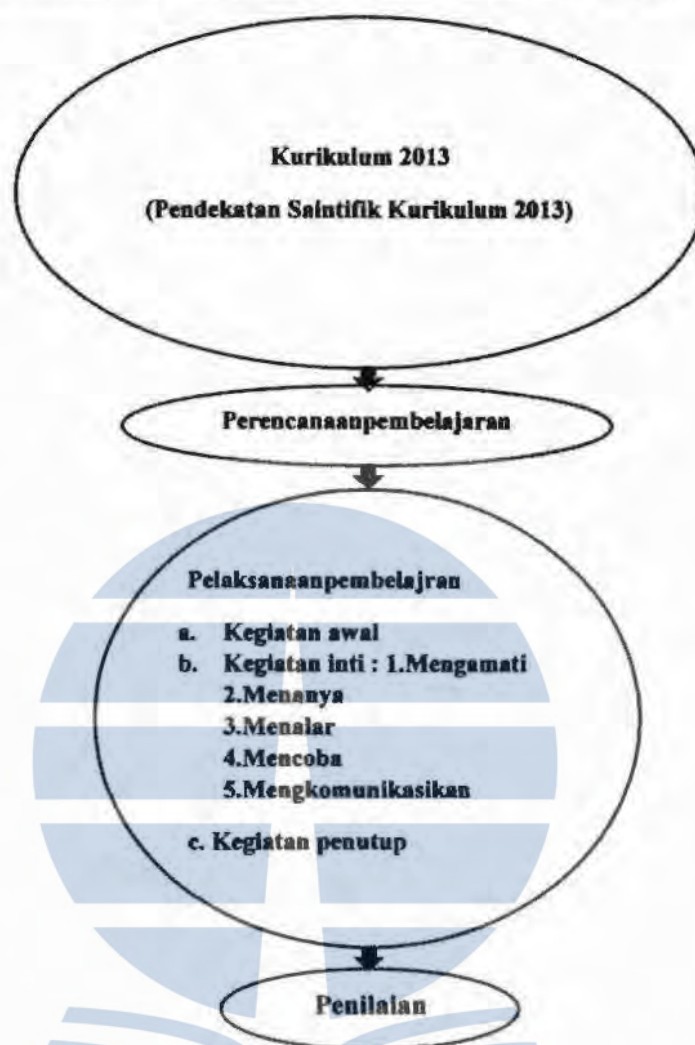 Kurikulum 2013
(Pendekatan Saintifik Kurikulum 2013)
Perencanaanpembelajaran
Pelaksanaanpembelajran
a. Kegiatan awal
b. Kegiatan inti : 1.Mengamati
2.Menanya
3.Menalar
4.Mencoba
5.Mengkomunikasikan
c. Kegiatan penutup
Penilaian